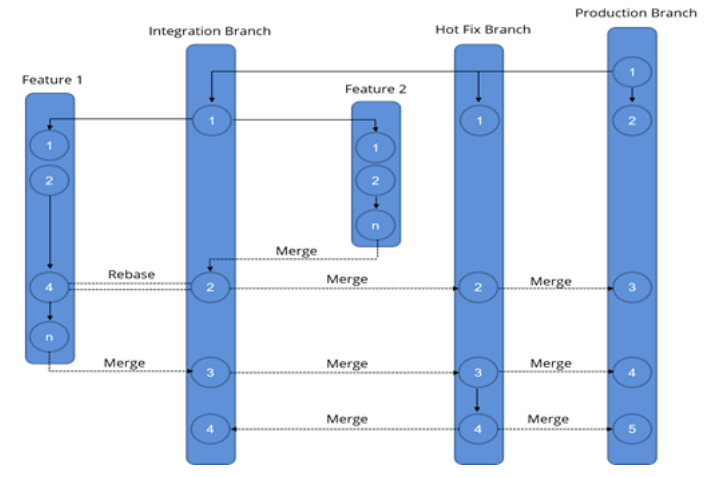 Production Branch
Integration Branch
Hot Fix Branch
Feature 1
Feature 2
1
1
1
2
1
1
2
2
n
Merge
Rebase
4
2
Merge
2
Merge
3
n
Merge
3
Merge
3
Merge
4
4
Merge
4
Merge
5